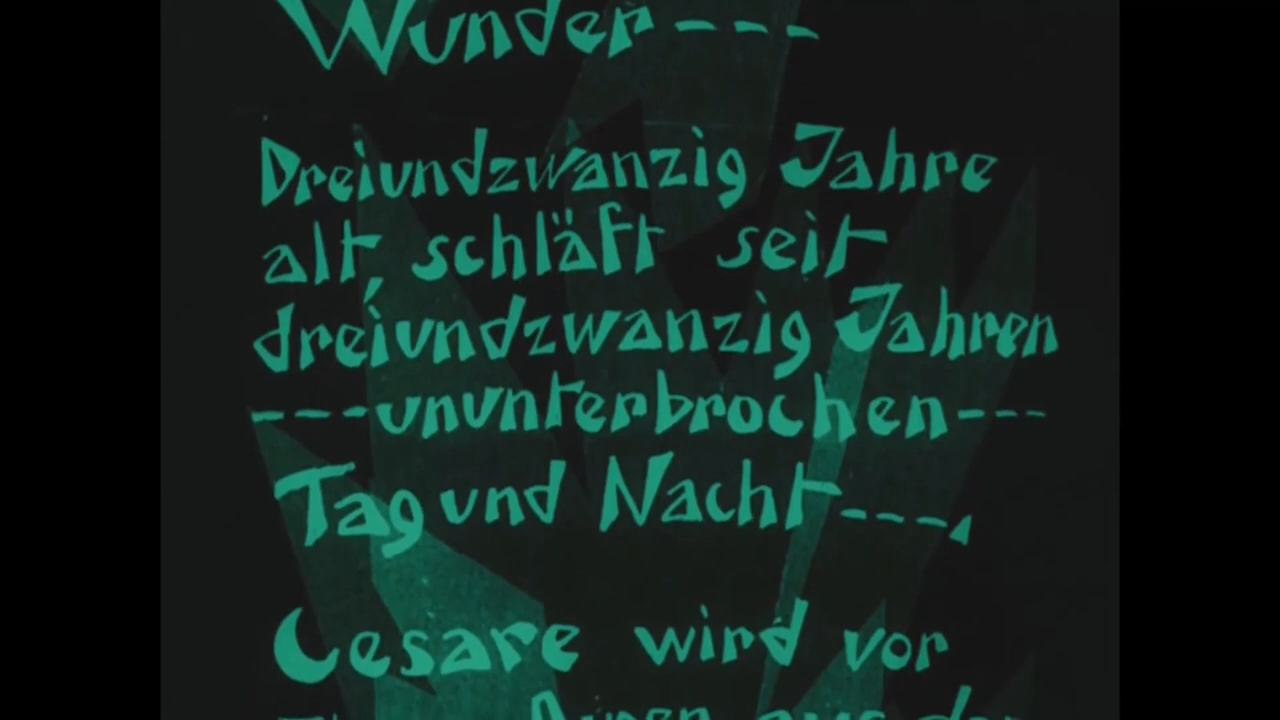 Wunder---
Dreiundzwanzig Jahre
alt, schläft seit
dreiundzwanzig Jahren
---ununterbrochen---
Tag und Nacht---.
Cesare wird vor